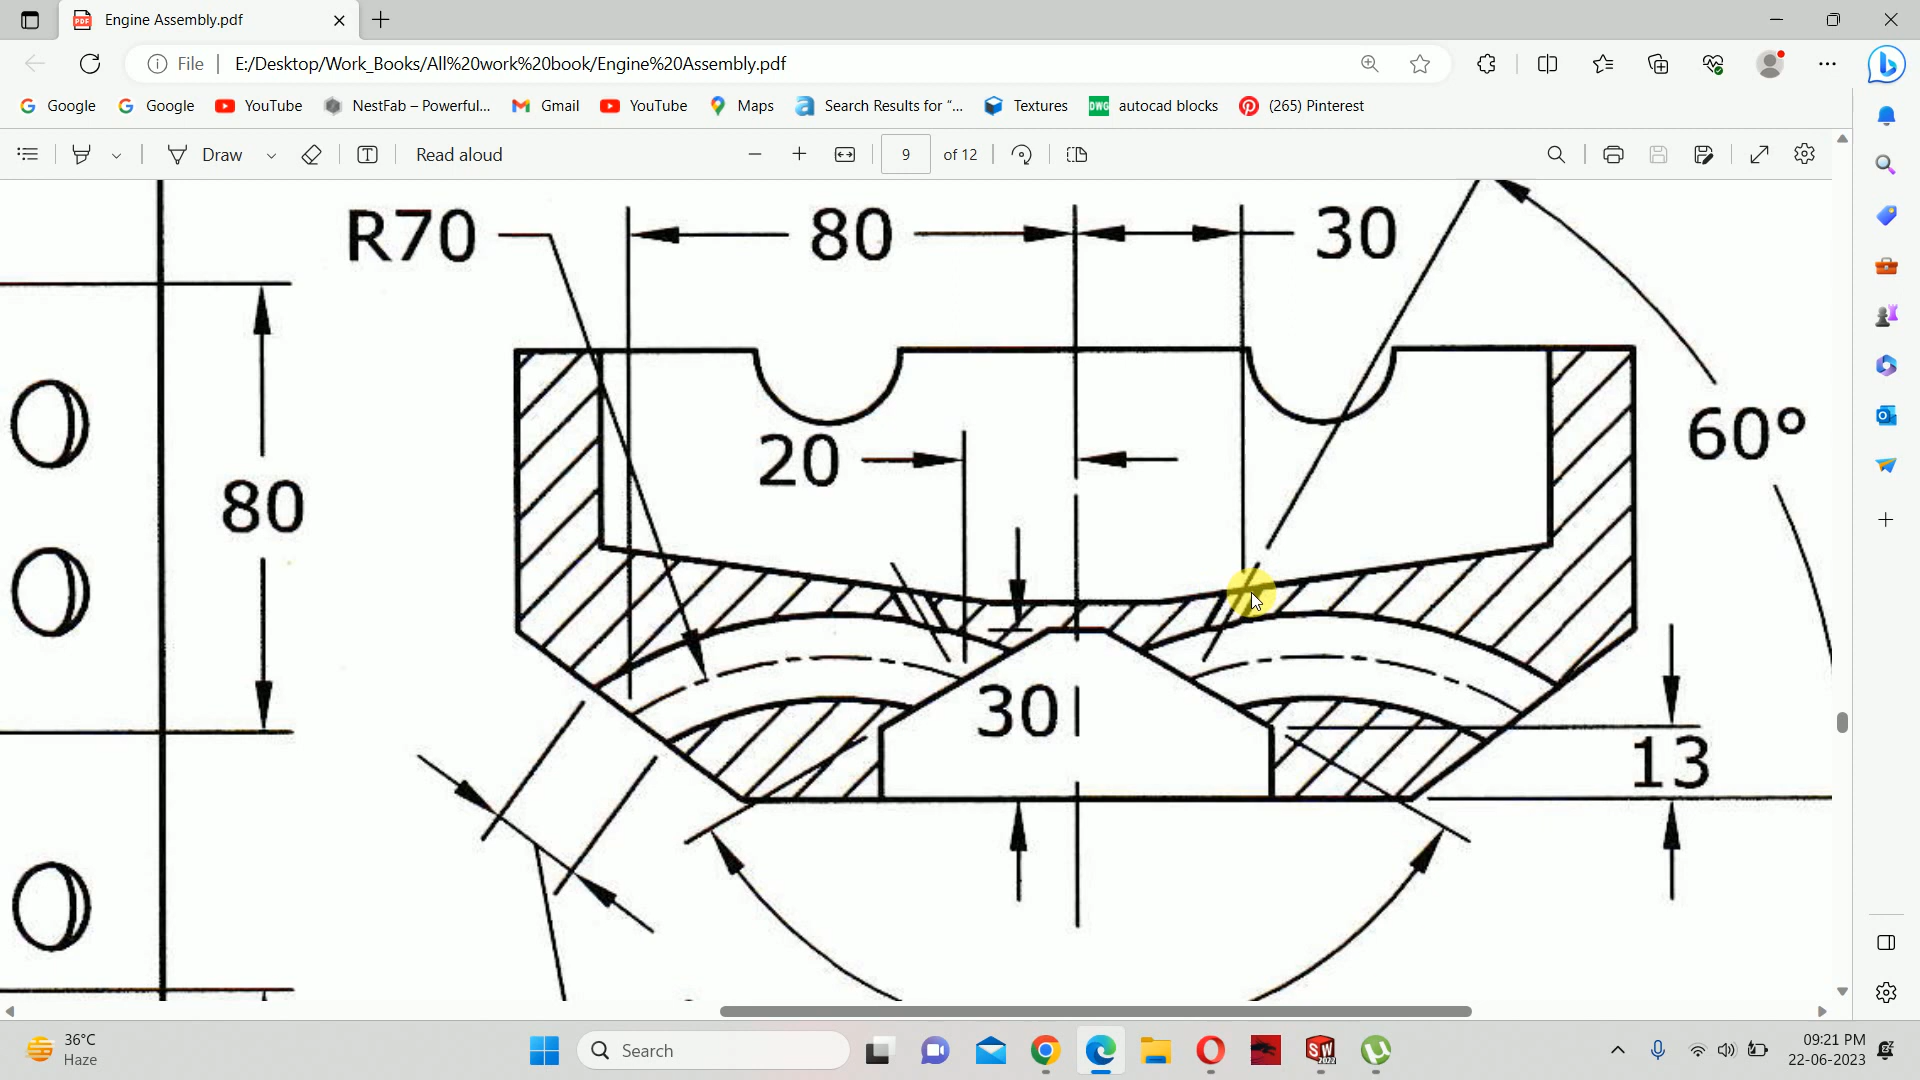 Engine Assembly.pdf
File | E:/Desktop/Work_Books/All%20work%20book/Engine%20Assembly.pdf
Google Google YouTube NestFab – Powerful... Gmail YouTube Maps Search Results for “... Textures autocad blocks (265) Pinterest
Draw Read aloud 9 of 12
R70 80 30
60°
20
80
30
13
36°C
Haze
Search
09:21 PM
22-06-2023